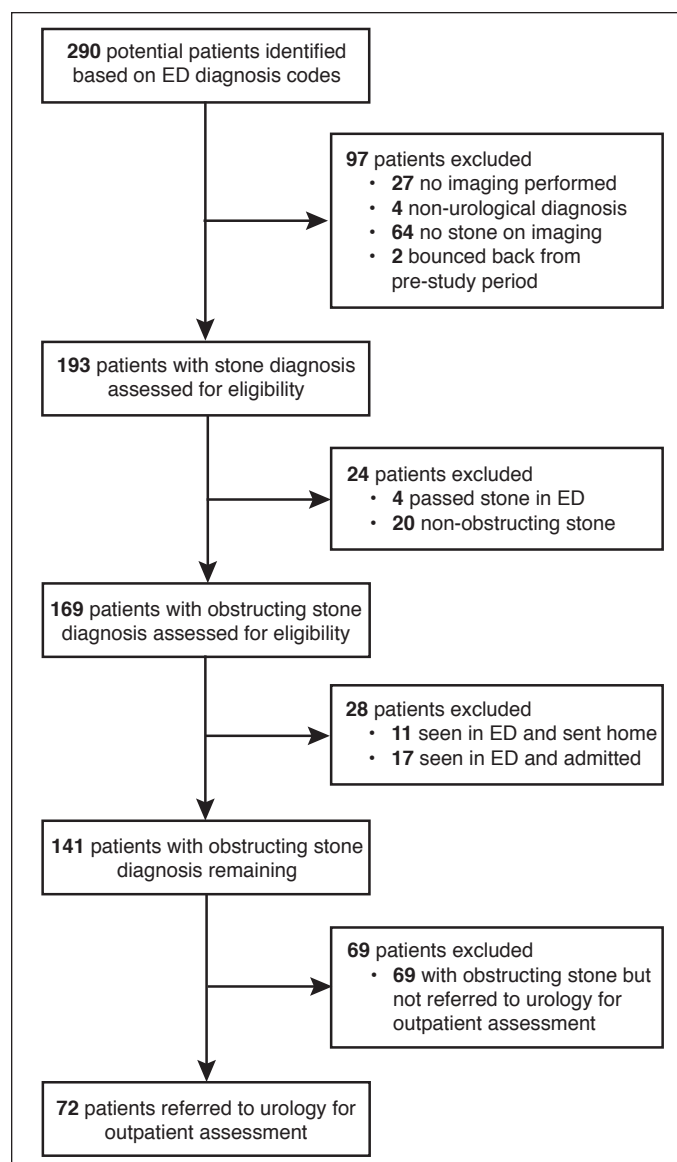 290 potential patients identified
based on ED diagnosis codes
97 patients excluded
• 27 no imaging performed
• 4 non-urological diagnosis
• 64 no stone on imaging
• 2 bounced back from
pre-study period
193 patients with stone diagnosis
assessed for eligibility
24 patients excluded
• 4 passed stone in ED
• 20 non-obstructing stone
169 patients with obstructing stone
diagnosis assessed for eligibility
28 patients excluded
• 11 seen in ED and sent home
• 17 seen in ED and admitted
141 patients with obstructing stone
diagnosis remaining
69 patients excluded
• 69 with obstructing stone but
not referred to urology for
outpatient assessment
72 patients referred to urology for
outpatient assessment